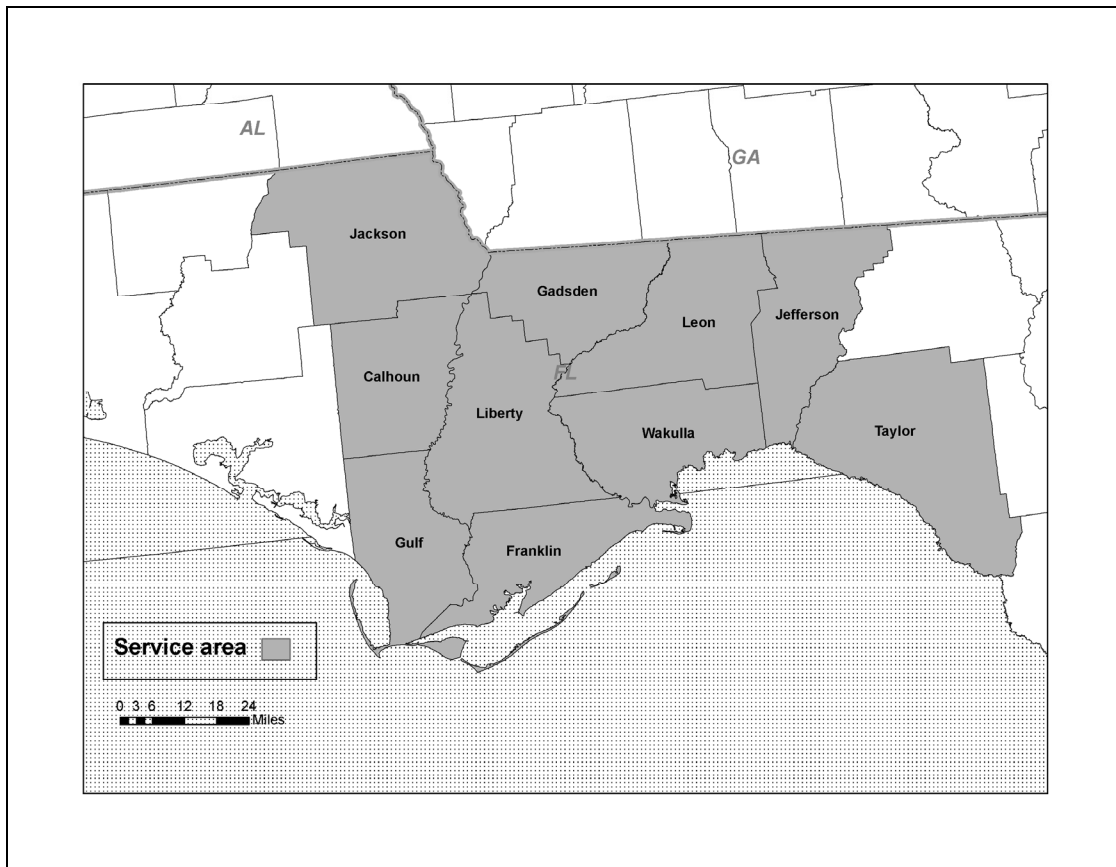 AL
GA
Jackson
Gadsden
Leon
Jefferson
FL
Calhoun
Liberty
Wakulla
Taylor
Gulf
Franklin
Service area
0 3 6 12 18 24
Miles